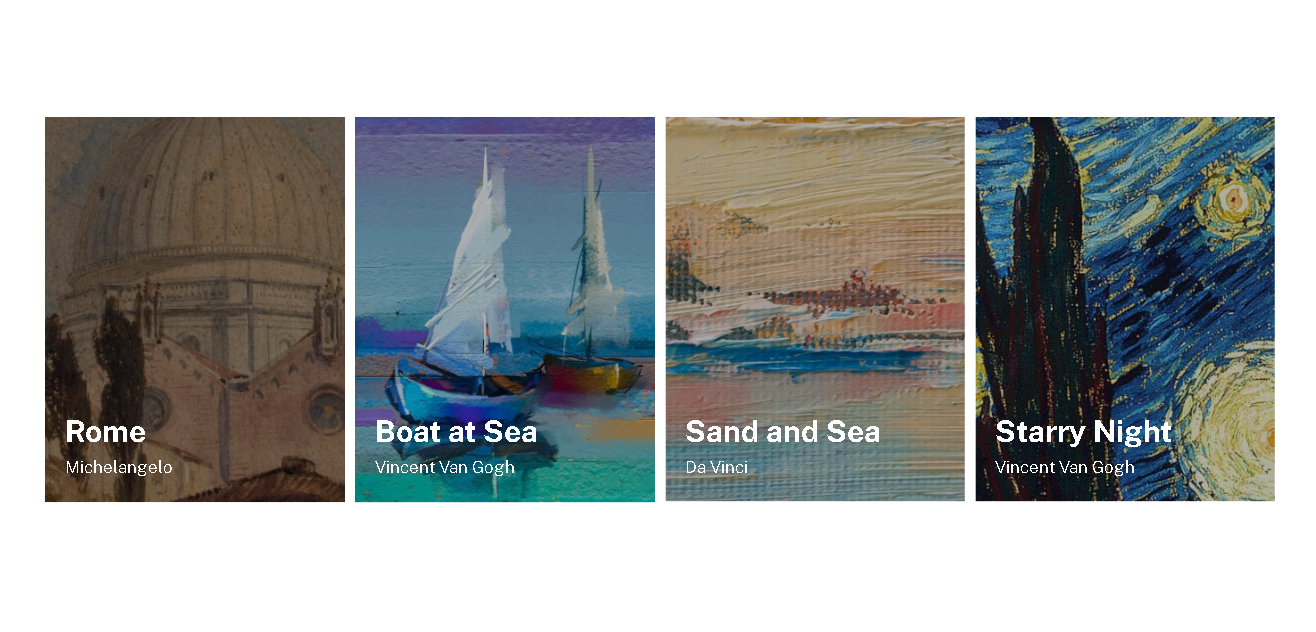 Rome
Michelangelo
Boat at Sea
Vincent Van Gogh
Sand and Sea
Da Vinci
Starry Night
Vincent Van Gogh